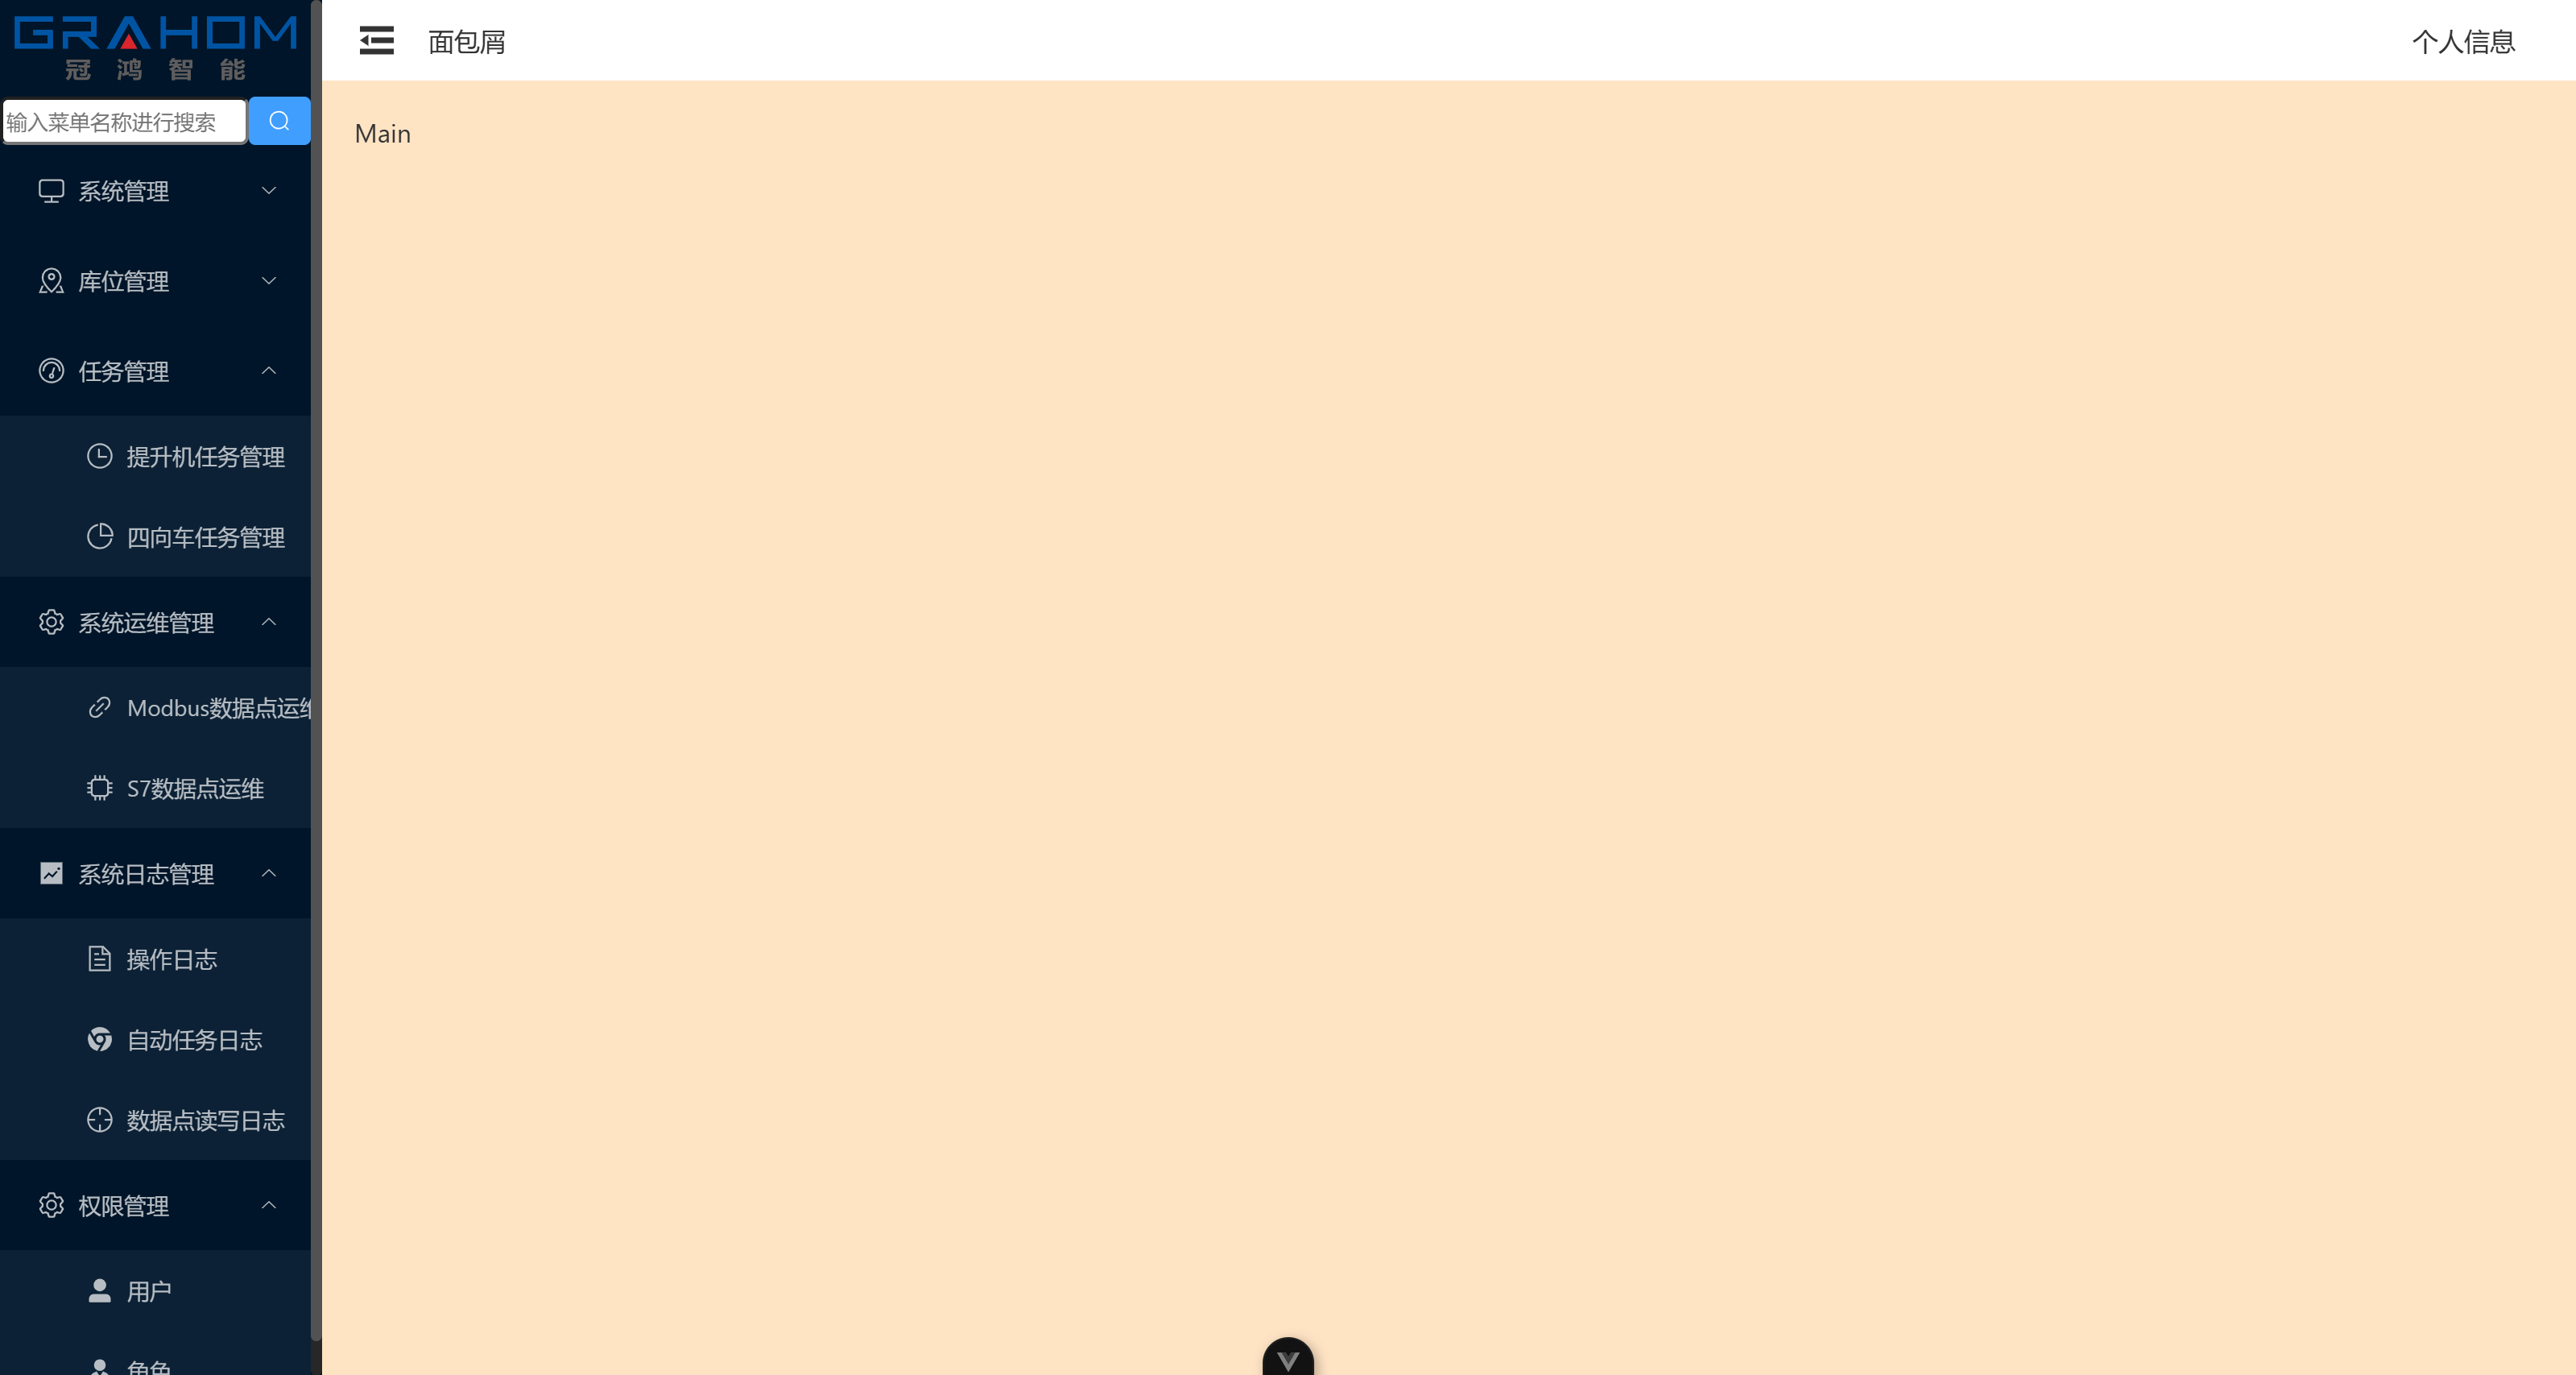 GRAHOM
冠鸿智能
面包屑
个人信息
输入菜单名称进行搜索
Main
系统管理
库位管理
任务管理
提升机任务管理
四向车任务管理
系统运维管理
Modbus数据点运维
S7数据点运维
系统日志管理
操作日志
自动任务日志
数据点读写日志
权限管理
用户
角色